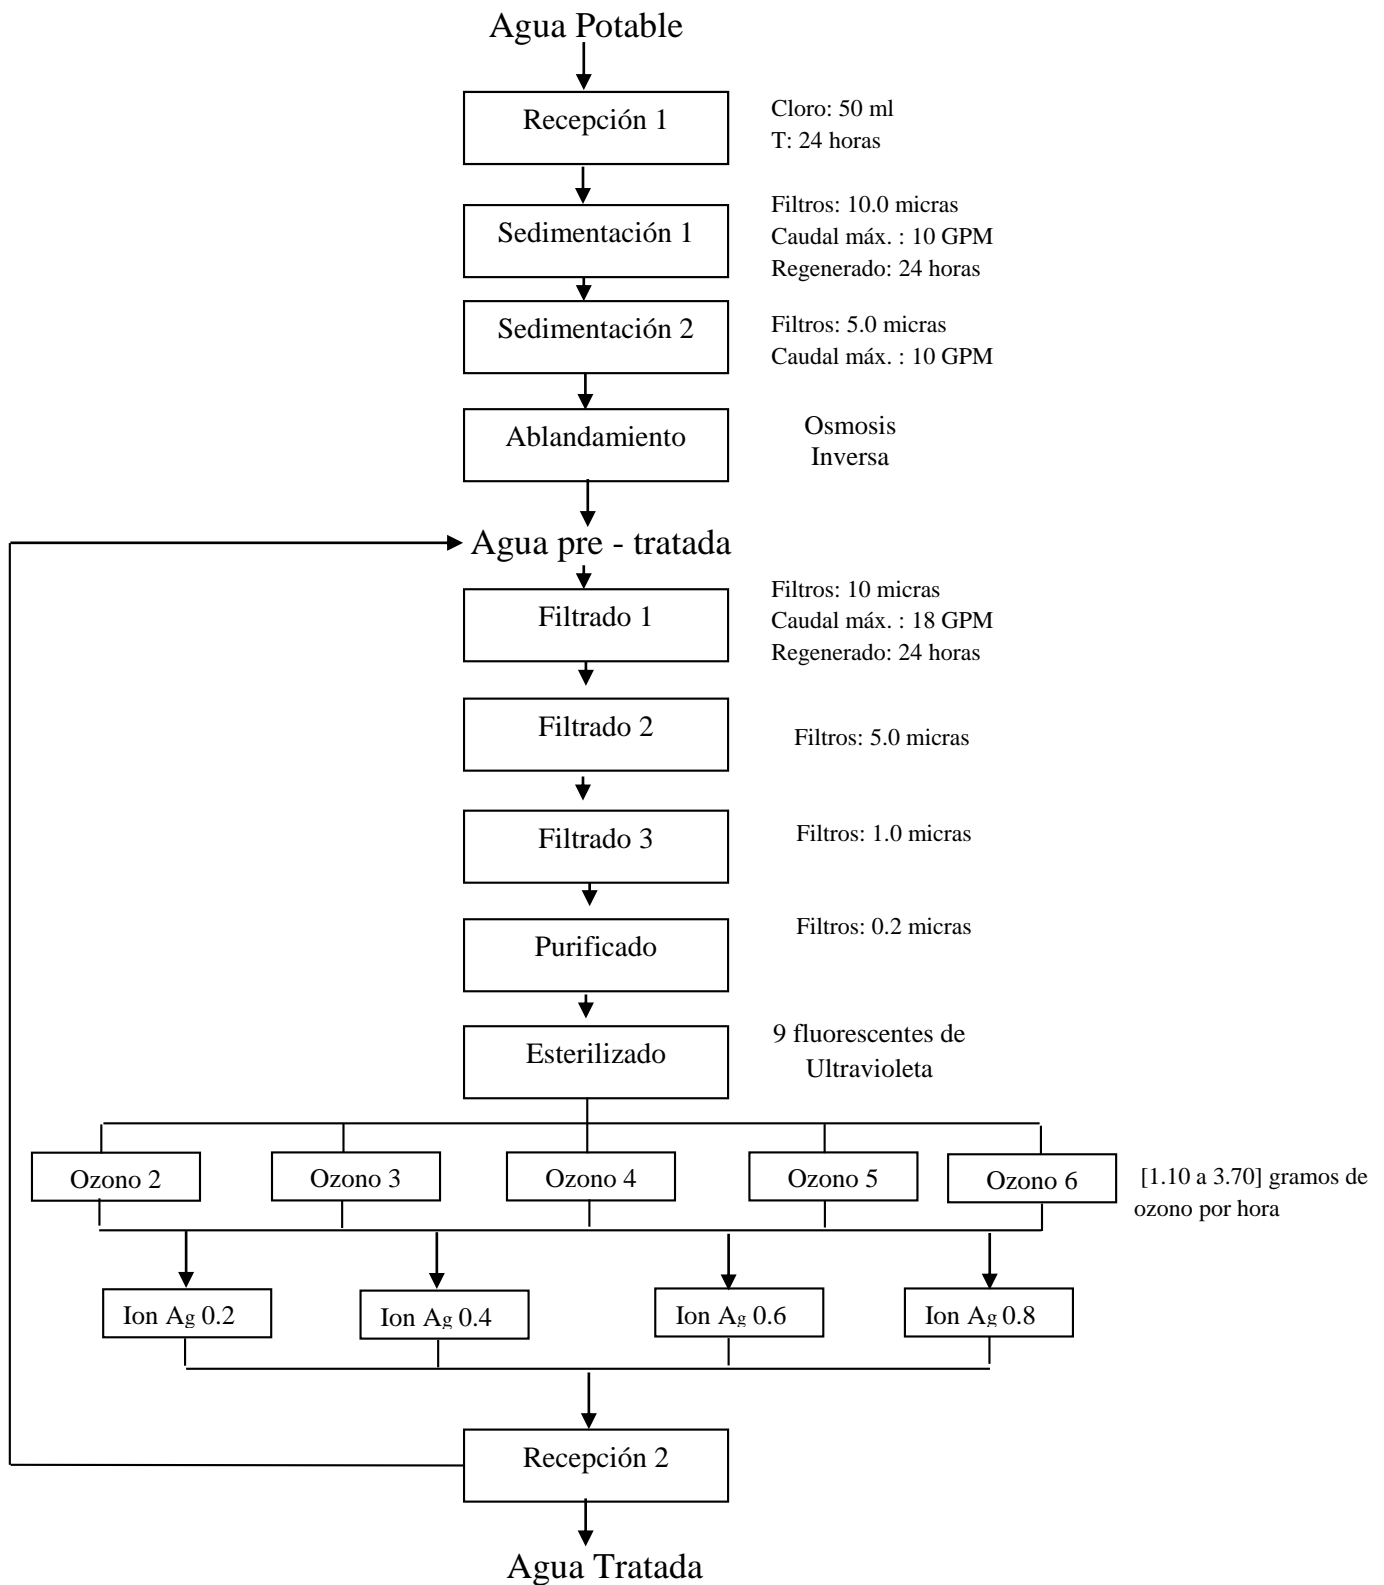 Agua Potable
Recepción 1
Cloro: 50 ml
T: 24 horas
Sedimentación 1
Filtros: 10.0 micras
Caudal máx. : 10 GPM
Regenerado: 24 horas
Sedimentación 2
Filtros: 5.0 micras
Caudal máx. : 10 GPM
Ablandamiento
Osmosis
Inversa
Agua pre - tratada
Filtrado 1
Filtros: 10 micras
Caudal máx. : 18 GPM
Regenerado: 24 horas
Filtrado 2
Filtros: 5.0 micras
Filtrado 3
Filtros: 1.0 micras
Purificado
Filtros: 0.2 micras
Esterilizado
9 fluorescentes de
Ultravioleta
Ozono 2
Ozono 3
Ozono 4
Ozono 5
Ozono 6
[1.10 a 3.70] gramos de
ozono por hora
Ion Ag 0.2
Ion Ag 0.4
Ion Ag 0.6
Ion Ag 0.8
Recepción 2
Agua Tratada